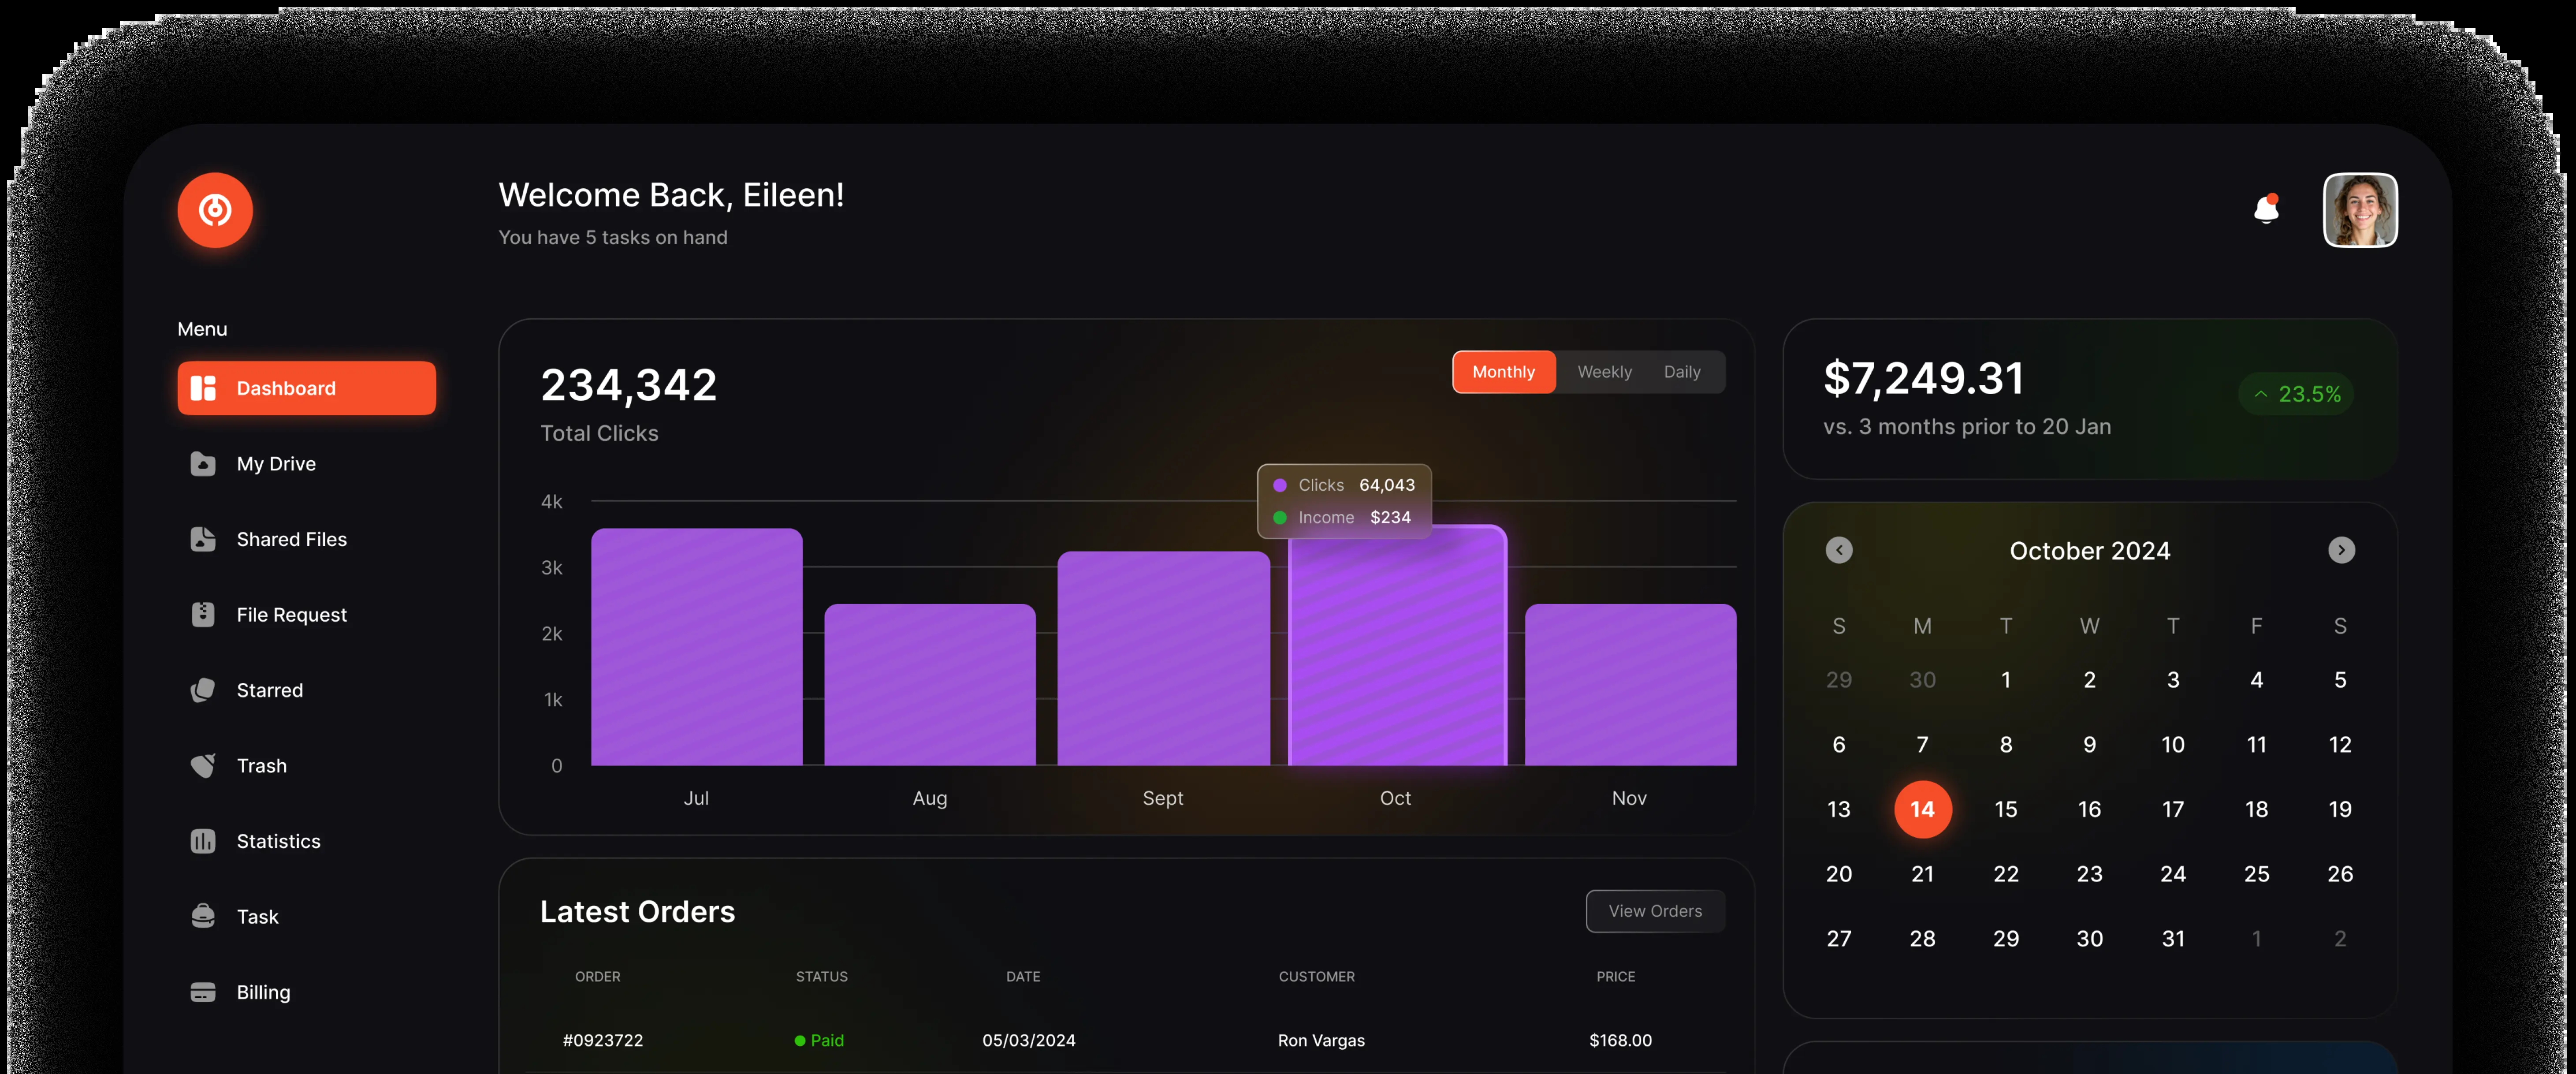 Welcome Back, Eileen!
You have 5 tasks on hand
Menu
Dashboard
My Drive
Shared Files
File Request
Starred
Trash
Statistics
Task
Billing
234,342
Total Clicks
Monthly Weekly Daily
Clicks 64,043
Income $234
4k
3k
2k
1k
0
Jul Aug Sept Oct Nov
$7,249.31
vs. 3 months prior to 20 Jan
23.5%
October 2024
S M T W T F S
29 30 1 2 3 4 5
6 7 8 9 10 11 12
13 14 15 16 17 18 19
20 21 22 23 24 25 26
27 28 29 30 31 1 2
Latest Orders
View Orders
ORDER STATUS DATE CUSTOMER PRICE
#0923722 Paid 05/03/2024 Ron Vargas $168.00